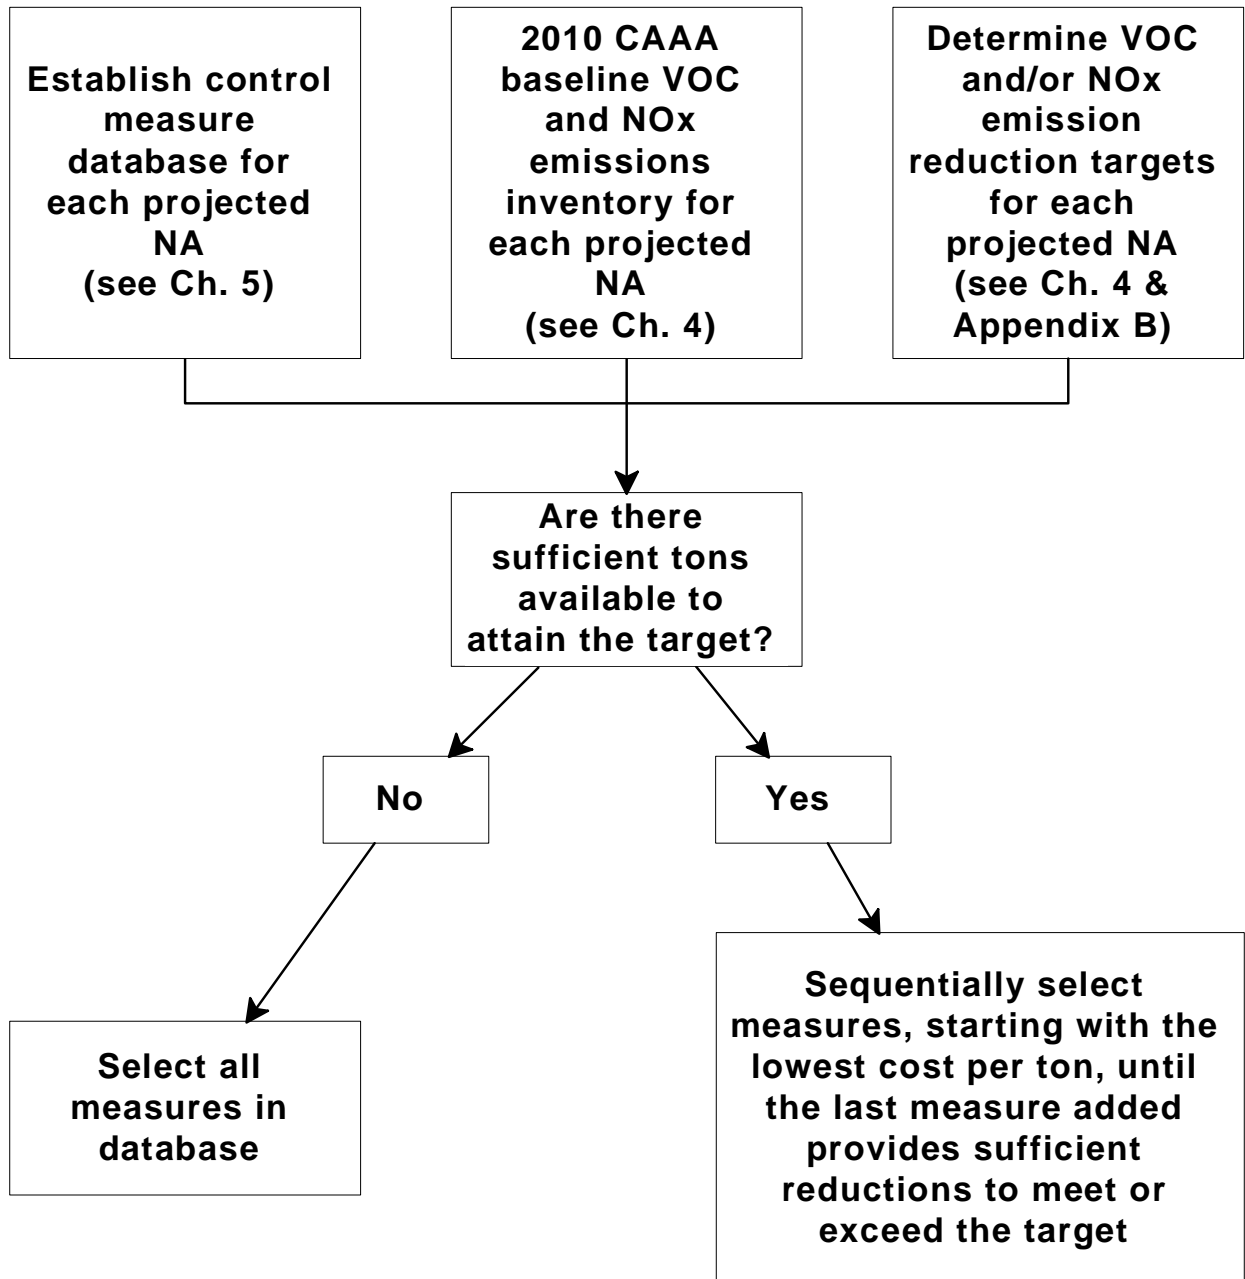 Establish control
measure
database for
each projected
NA
(see Ch. 5)
2010 CAAA
baseline VOC
and NOx
emissions
inventory for
each projected
NA
(see Ch. 4)
Determine VOC
and/or NOx
emission
reduction targets
for each
projected NA
(see Ch. 4 &
Appendix B)
Are there
sufficient tons
available to
attain the target?
No
Yes
Select all
measures in
database
Sequentially select
measures, starting with the
lowest cost per ton, until
the last measure added
provides sufficient
reductions to meet or
exceed the target